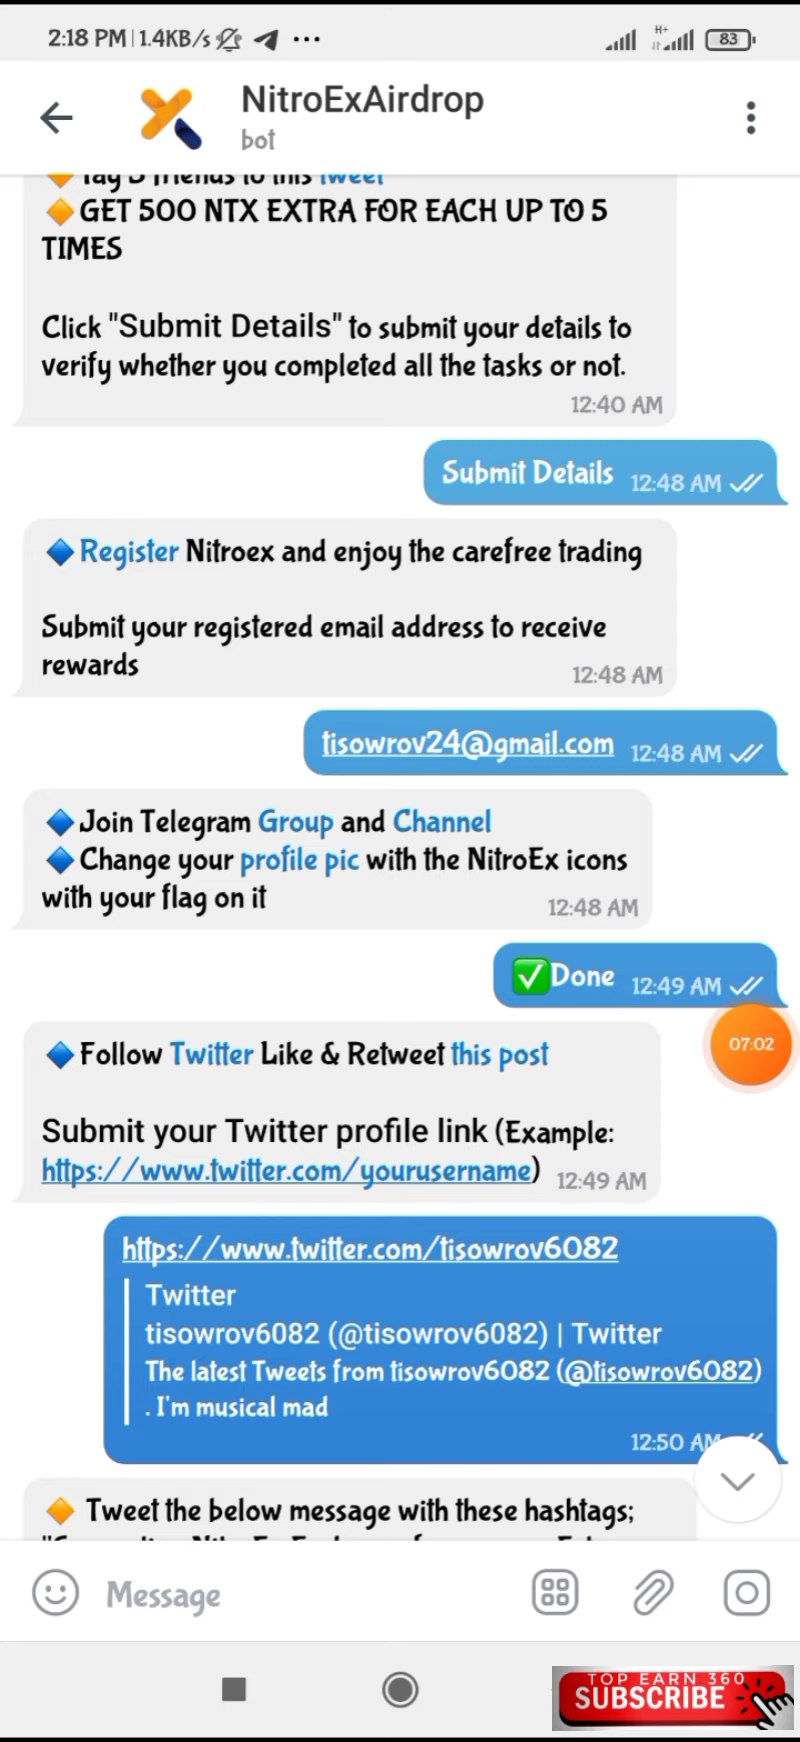 2:18 PM | 1.4KB/s
H+
83
NitroExAirdrop
bot
Tag 5 friends to this tweet
🔶GET 500 NTX EXTRA FOR EACH UP TO 5
TIMES
Click "Submit Details" to submit your details to
verify whether you completed all the tasks or not.
12:40 AM
Submit Details 12:48 AM
🔷Register Nitroex and enjoy the carefree trading
Submit your registered email address to receive
rewards
12:48 AM
tisowrov24@gmail.com 12:48 AM
🔷Join Telegram Group and Channel
🔷Change your profile pic with the NitroEx icons
with your flag on it
12:48 AM
✅Done 12:49 AM
07:02
🔷Follow Twitter Like & Retweet this post
Submit your Twitter profile link (Example:
https://www.twitter.com/yourusername) 12:49 AM
https://www.twitter.com/tisowrov6082
Twitter
tisowrov6082 (@tisowrov6082) | Twitter
The latest Tweets from tisowrov6082 (@tisowrov6082)
. I'm musical mad
12:50 AM
🔶 Tweet the below message with these hashtags;
Message
TOP EARN 360
SUBSCRIBE